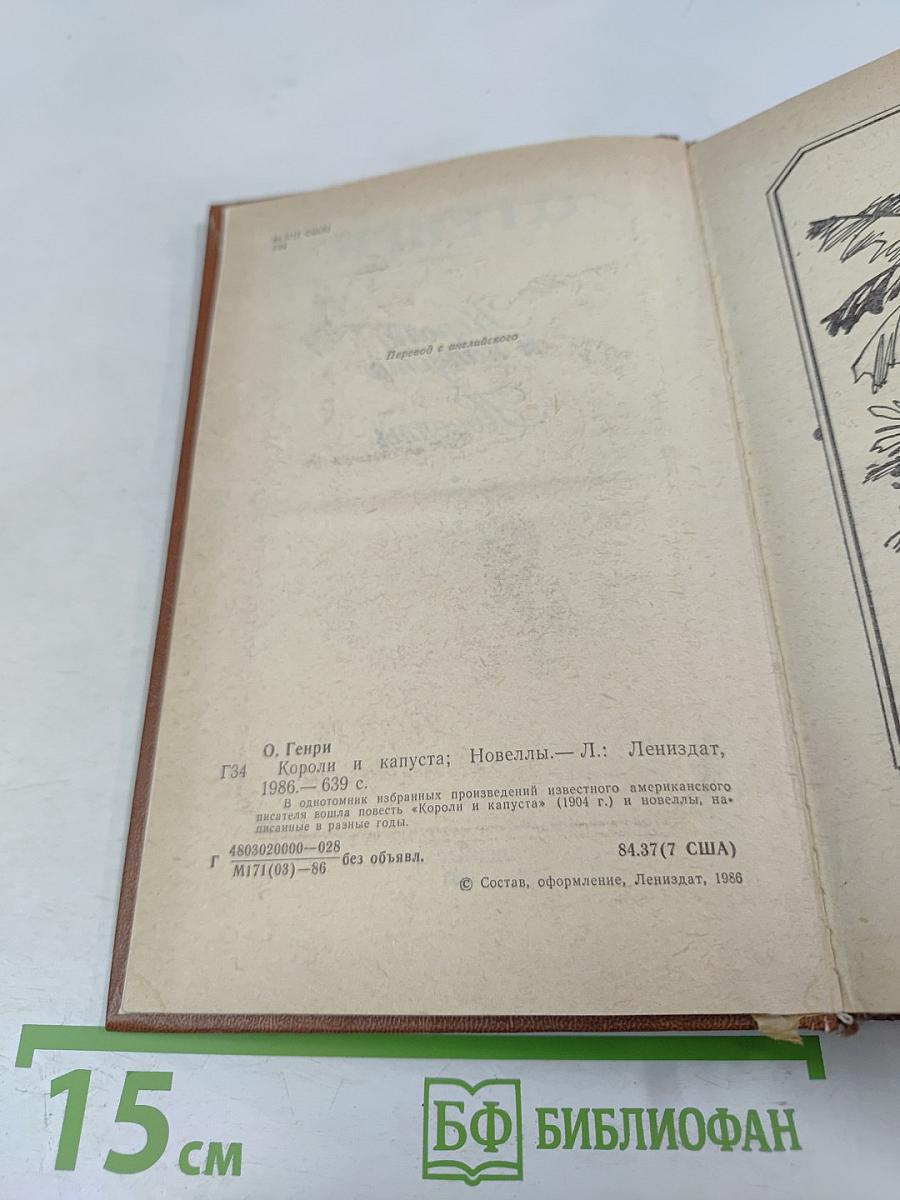 Перевод с английского
О. Генри
Г34 Короли и капуста; Новеллы.— Л.: Лениздат,
1986.— 639 с.
В однотомник избранных произведений известного американского
писателя вошла повесть «Короли и капуста» (1904 г.) и новеллы, на-
писанные в разные годы.
Г 4803020000—028
М171(03)—86 без объявл.
84.37(7 США)
© Состав, оформление, Лениздат, 1986
15 см
БФ БИБЛИОФАН